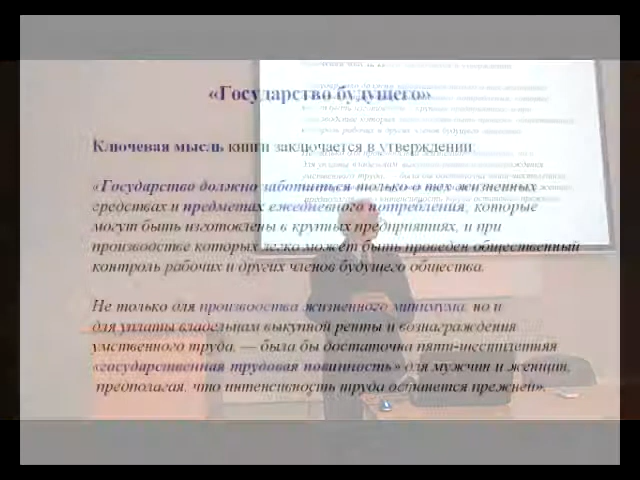 «Государство будущего»
Ключевая мысль книги заключается в утверждении:
«Государство должно заботиться только о тех жизненных
средствах и предметах ежедневного потребления, которые
могут быть изготовлены в крупных предприятиях, и при
производстве которых легко может быть проведен общественный
контроль рабочих и других членов будущего общества.
Не только для производства жизненного минимума, но и
для уплаты владельцам выкупной ренты и вознаграждения
умственного труда, — была бы достаточна пяти-шестилетняя
«государственная трудовая повинность» для мужчин и женщин,
предполагая, что интенсивность труда останется прежней».